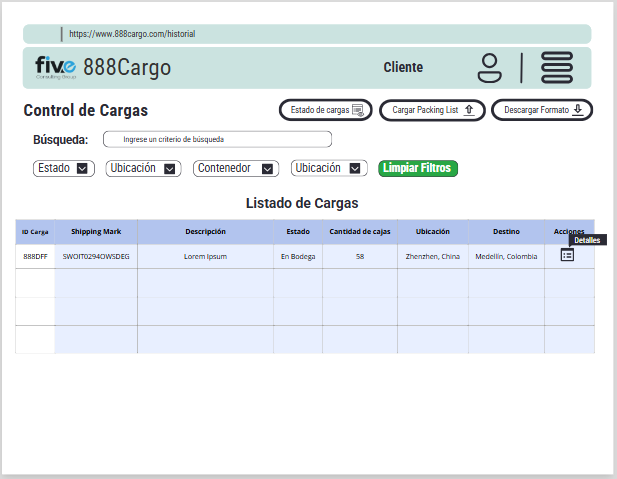 https://www.888cargo.com/historial
five Consulting Group 888Cargo Cliente
Control de Cargas Estado de cargas Cargar Packing List Descargar Formato
Búsqueda: Ingrese un criterio de búsqueda
Estado Ubicación Contenedor Ubicación Limpiar Filtros
Listado de Cargas
ID Carga Shipping Mark Descripción Estado Cantidad de cajas Ubicación Destino Acciones
Detalles
888DFF SWOIT0294OWSDEG Lorem Ipsum En Bodega 58 Zhenzhen, China Medellín, Colombia